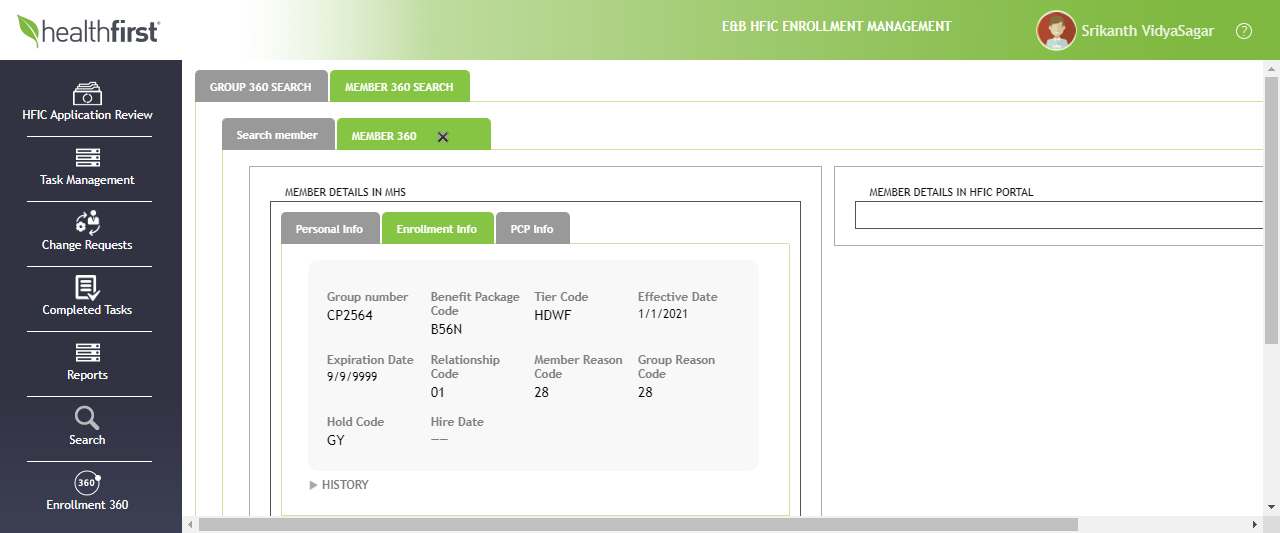 healthfirst
E&B HFIC ENROLLMENT MANAGEMENT
Srikanth VidyaSagar
?
HFIC Application Review
Task Management
Change Requests
Completed Tasks
Reports
Search
360
Enrollment 360
GROUP 360 SEARCH
MEMBER 360 SEARCH
Search member
MEMBER 360
MEMBER DETAILS IN MHS
Personal Info
Enrollment Info
PCP Info
Group number
CP2564
Benefit Package
Code
B56N
Tier Code
HDWF
Effective Date
1/1/2021
Expiration Date
9/9/9999
Relationship
Code
01
Member Reason
Code
28
Group Reason
Code
28
Hold Code
GY
Hire Date
——
HISTORY
MEMBER DETAILS IN HFIC PORTAL